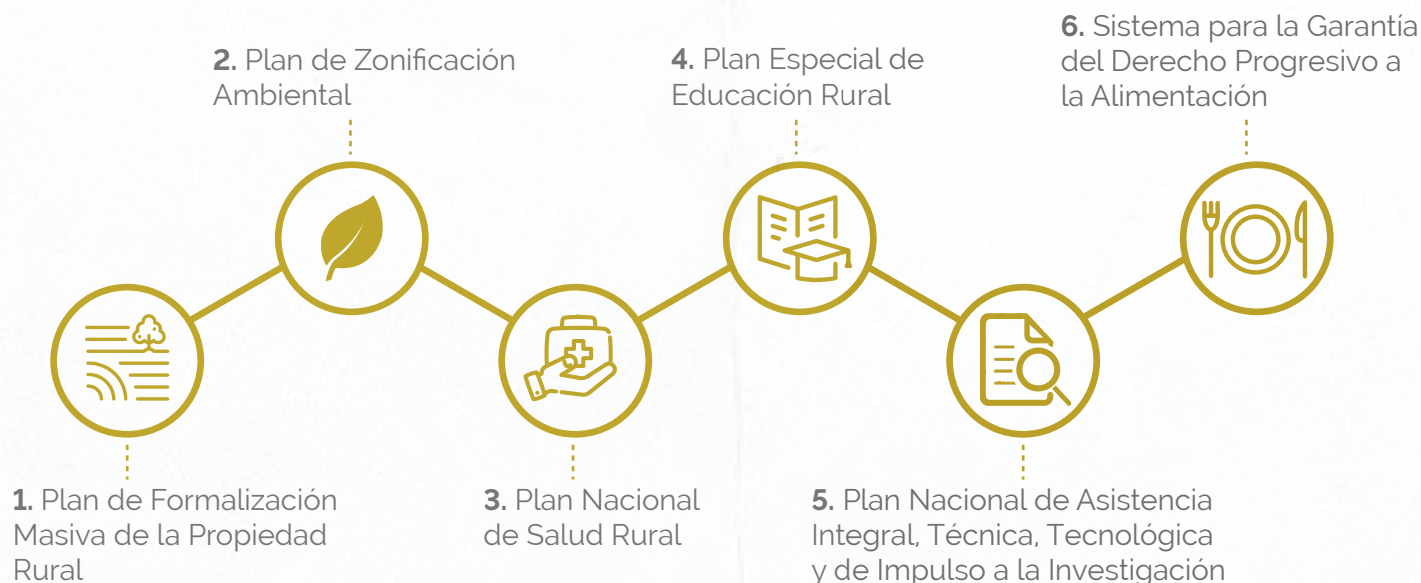 1. Plan de Formalización
Masiva de la Propiedad
Rural
2. Plan de Zonificación
Ambiental
3. Plan Nacional
de Salud Rural
4. Plan Especial de
Educación Rural
5. Plan Nacional de Asistencia
Integral, Técnica, Tecnológica
y de Impulso a la Investigación
6. Sistema para la Garantía
del Derecho Progresivo a
la Alimentación